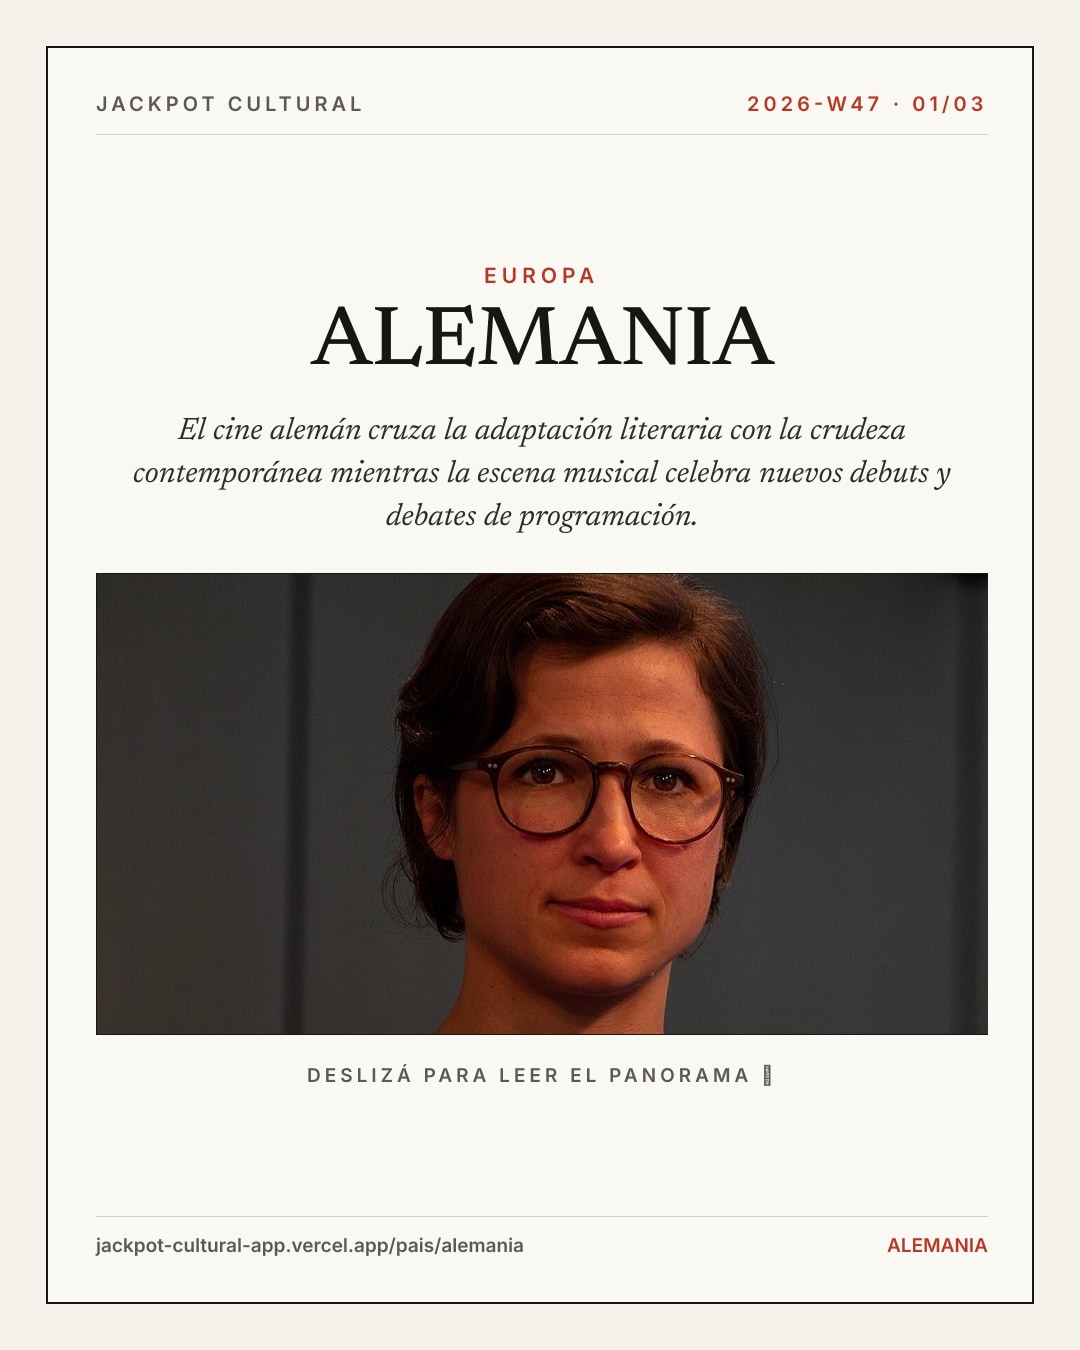 JACKPOT CULTURAL
2026-W47 · 01/03
EUROPA
ALEMANIA
El cine alemán cruza la adaptación literaria con la crudeza
contemporánea mientras la escena musical celebra nuevos debuts y
debates de programación.
DESLIZÁ PARA LEER EL PANORAMA
jackpot-cultural-app.vercel.app/pais/alemania
ALEMANIA